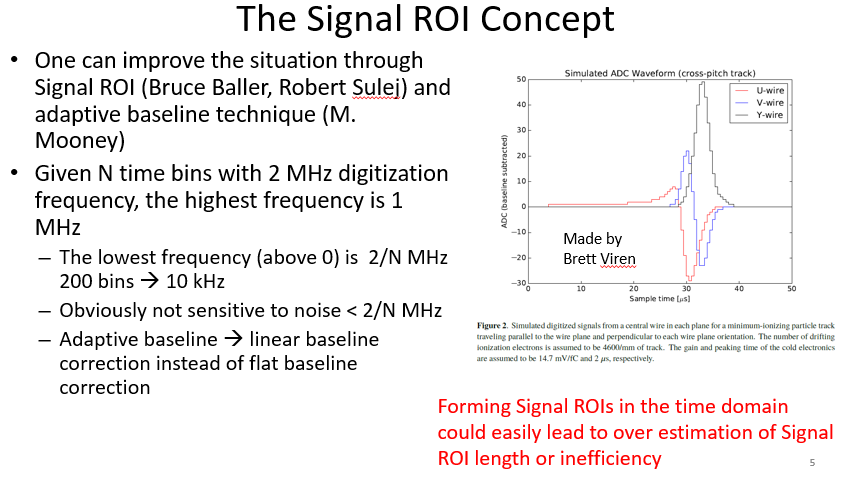 The Signal ROI Concept
• One can improve the situation through
Signal ROI (Bruce Baller, Robert Sulej) and
adaptive baseline technique (M.
Mooney)
• Given N time bins with 2 MHz digitization
frequency, the highest frequency is 1
MHz
– The lowest frequency (above 0) is 2/N MHz
200 bins → 10 kHz
– Obviously not sensitive to noise < 2/N MHz
– Adaptive baseline → linear baseline
correction instead of flat baseline
correction
Simulated ADC Waveform (cross-pitch track)
ADC (baseline subtracted)
50
40
30
20
10
0
−10
−20
−30
U-wire
V-wire
Y-wire
Made by
Brett Viren
0 10 20 30 40 50
Sample time [μs]
Figure 2. Simulated digitized signals from a central wire in each plane for a minimum-ionizing particle track
traveling parallel to the wire plane and perpendicular to each wire plane orientation. The number of drifting
ionization electrons is assumed to be 4600/mm of track. The gain and peaking time of the cold electronics
are assumed to be 14.7 mV/fC and 2 μs, respectively.
Forming Signal ROIs in the time domain
could easily lead to over estimation of Signal
ROI length or inefficiency
5